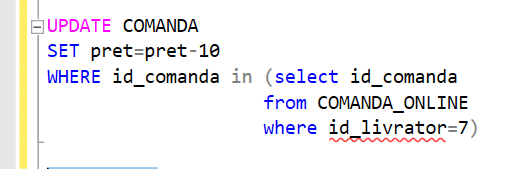 UPDATE COMANDA
SET pret=pret-10
WHERE id_comanda in (select id_comanda
from COMANDA_ONLINE
where id_livrator=7)